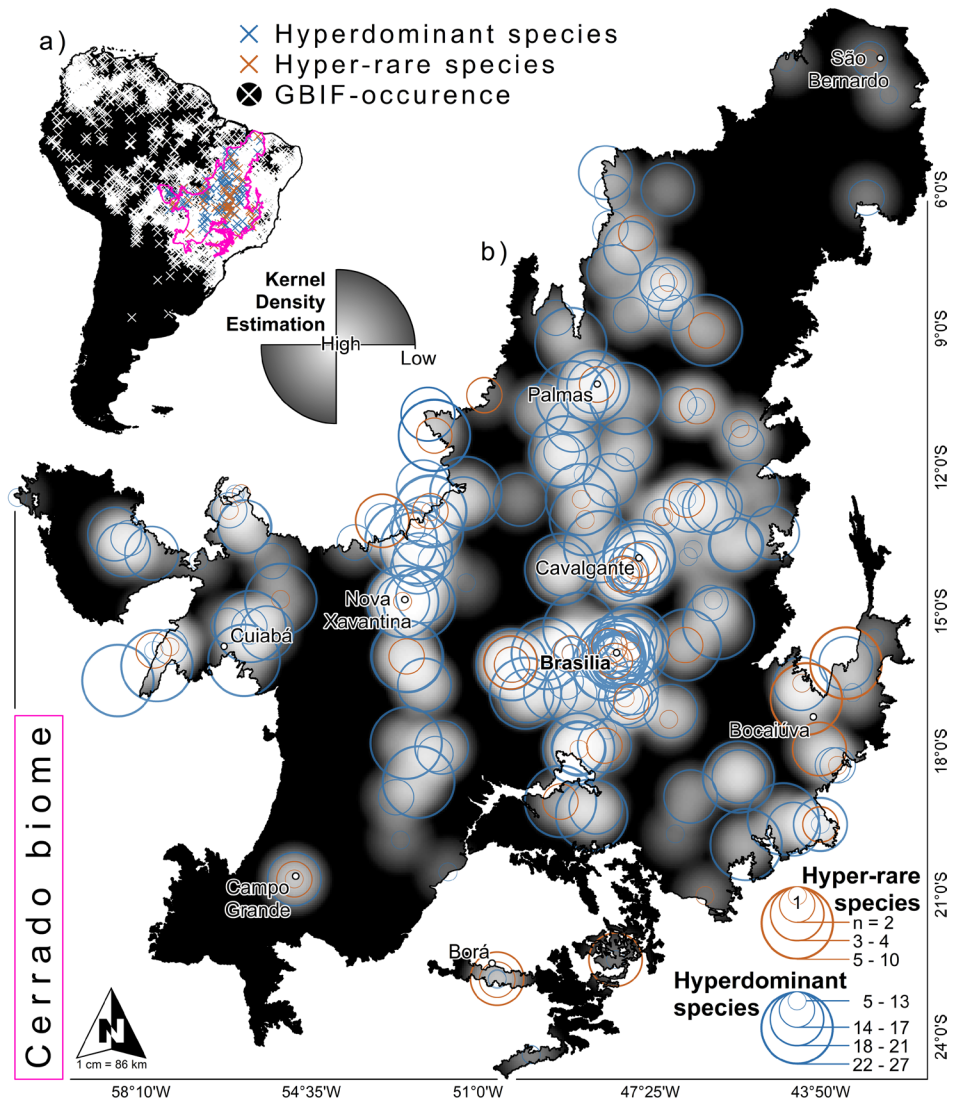 a)
Hyperdominant species
Hyper-rare species
GBIF-occurence
São
Bernardo
6°0'S
b)
Kernel
Density
Estimation
High
Low
9°0'S
Palmas
12°0'S
Cavalgante
Nova
Xavantina
15°0'S
Cuiabá
Brasilia
Bocaiúva
18°0'S
Cerrado biome
Campo
Grande
21°0'S
Hyper-rare
species
1
n = 2
3 - 4
5 - 10
Borá
Hyperdominant
species
5 - 13
14 - 17
18 - 21
22 - 27
24°0'S
N
1 cm = 86 km
58°10'W
54°35'W
51°0'W
47°25'W
43°50'W